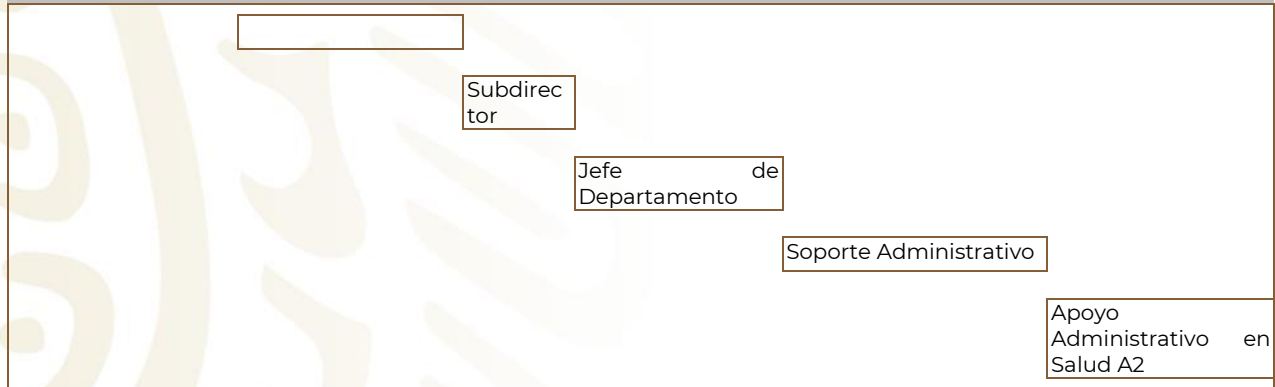 Subdirec
tor
Jefe de
Departamento
Soporte Administrativo
Apoyo
Administrativo en
Salud A2